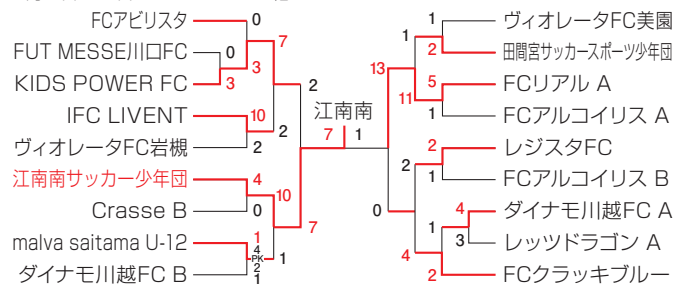 FCアビリスタ
FUT MESSE川口FC
KIDS POWER FC
IFC LIVENT
ヴィオレータFC岩槻
江南南サッカー少年団
Crasse B
malva saitama U-12
ダイナモ川越FC B
0
0
3
3
7
10
2
2
2
4
0
10
1
4
PK
2
1
1
7
江南南
7 1
13
0
1
1
2
11
5
1
2
2
1
4
1
4
3
2
ヴィオレータFC美園
田間宮サッカースポーツ少年団
FCリアル A
FCアルコイリス A
レジスタFC
FCアルコイリス B
ダイナモ川越FC A
レッツドラゴン A
FCクラッキブルー